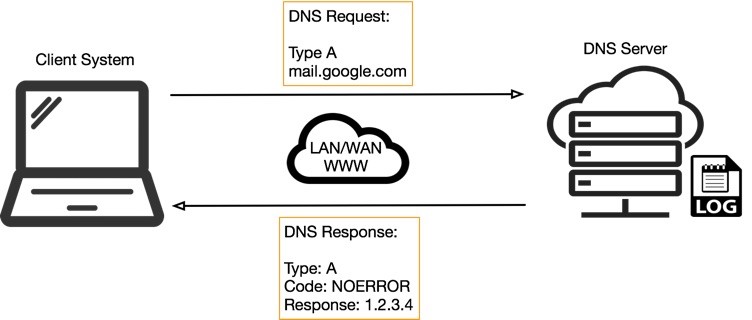 DNS Request:
Type A
mail.google.com
Client System
DNS Server
LAN/WAN
WWW
LOG
DNS Response:
Type: A
Code: NOERROR
Response: 1.2.3.4